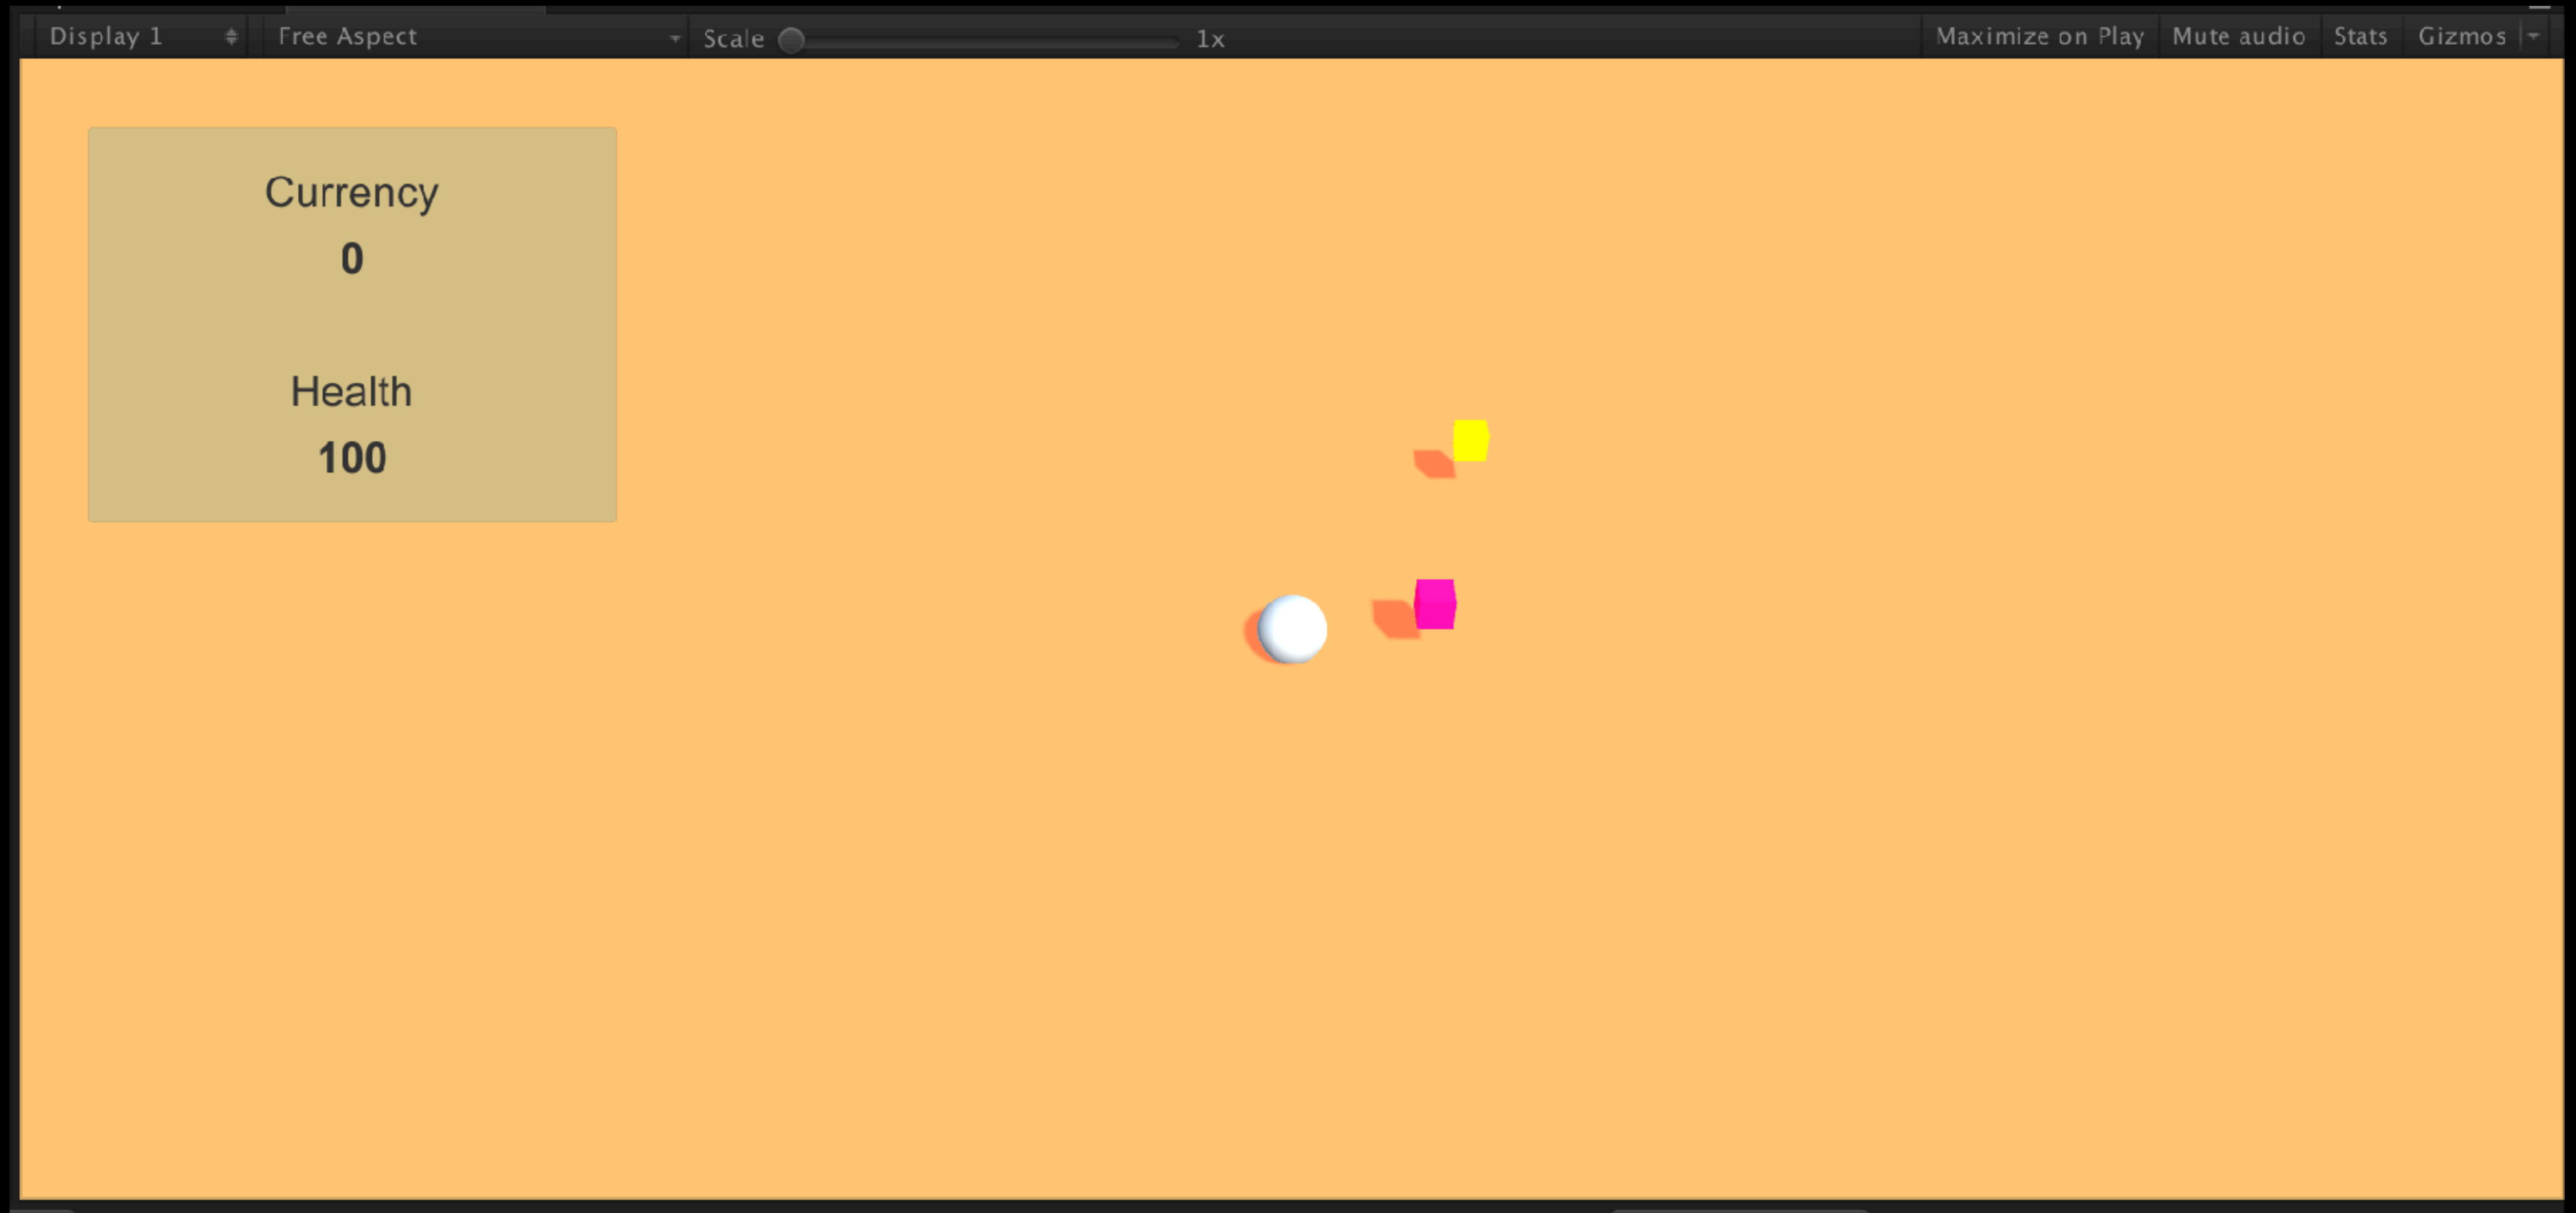 Display 1
Free Aspect
Scale
1x
Maximize on Play
Mute audio
Stats
Gizmos
Currency
0
Health
100